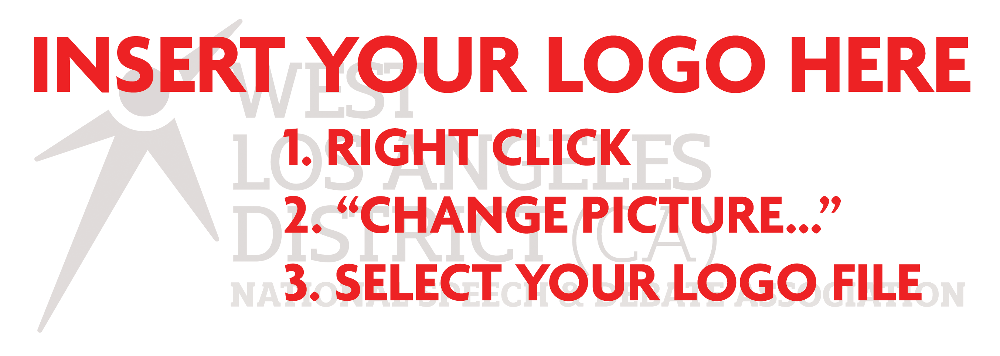 INSERT YOUR LOGO HERE
WEST
1. RIGHT CLICK
LOS ANGELES
2. “CHANGE PICTURE...”
DISTRICT (CA)
3. SELECT YOUR LOGO FILE
NATIONAL SPEECH & DEBATE ASSOCIATION